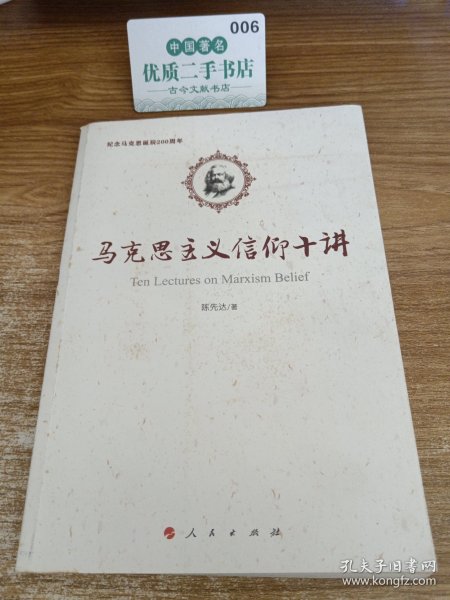 006
中国著名
优质二手书店
古今文献书店
纪念马克思诞辰200周年
马克思主义信仰十讲
Ten Lectures on Marxism Belief
陈先达/著
人民出版社
孔夫子旧书网
www.kongfz.com